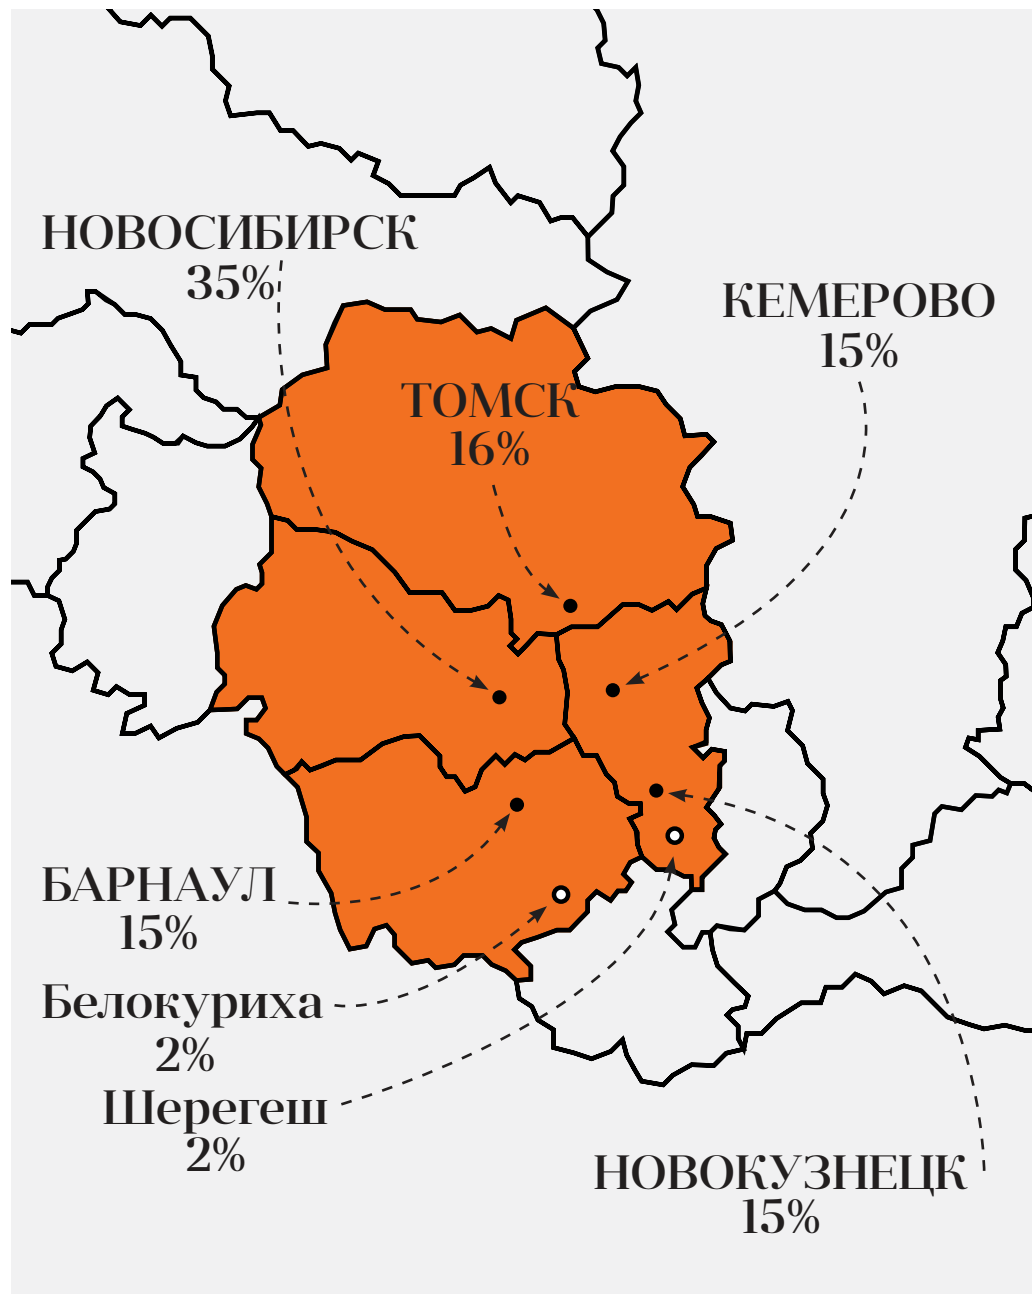 НОВОСИБИРСК
35%
КЕМЕРОВО
15%
ТОМСК
16%
БАРНАУЛ
15%
Белокуриха
2%
Шерегеш
2%
НОВОКУЗНЕЦК
15%